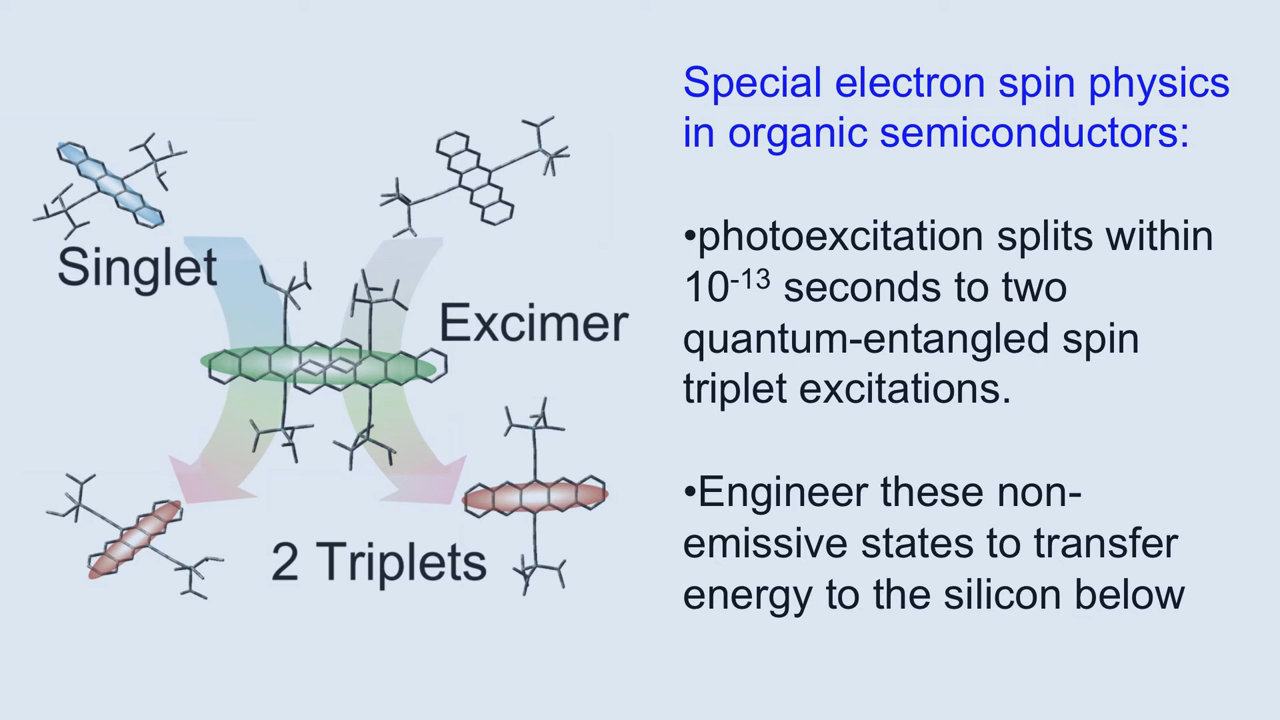 Special electron spin physics
in organic semiconductors:
•photoexcitation splits within
10⁻¹³ seconds to two
quantum-entangled spin
triplet excitations.
•Engineer these non-
emissive states to transfer
energy to the silicon below
Singlet
Excimer
2 Triplets